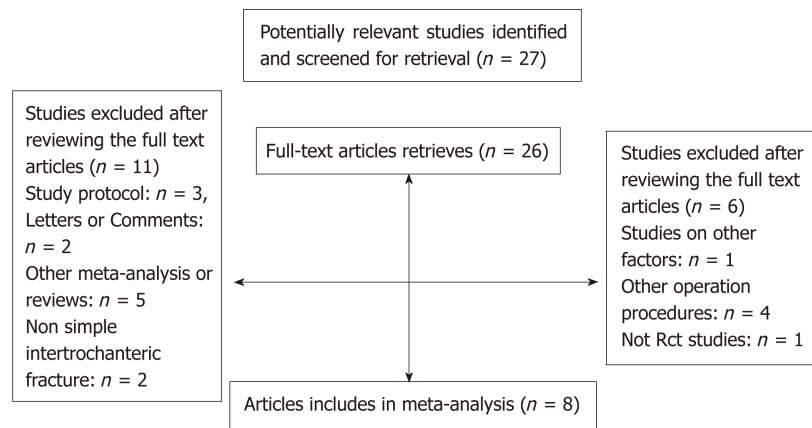 Potentially relevant studies identified
and screened for retrieval (n = 27)
Studies excluded after
reviewing the full text
articles (n = 11)
Study protocol: n = 3,
Letters or Comments:
n = 2
Other meta-analysis or
reviews: n = 5
Non simple
intertrochanteric
fracture: n = 2
Full-text articles retrieves (n = 26)
Studies excluded after
reviewing the full text
articles (n = 6)
Studies on other
factors: n = 1
Other operation
procedures: n = 4
Not Rct studies: n = 1
Articles includes in meta-analysis (n = 8)